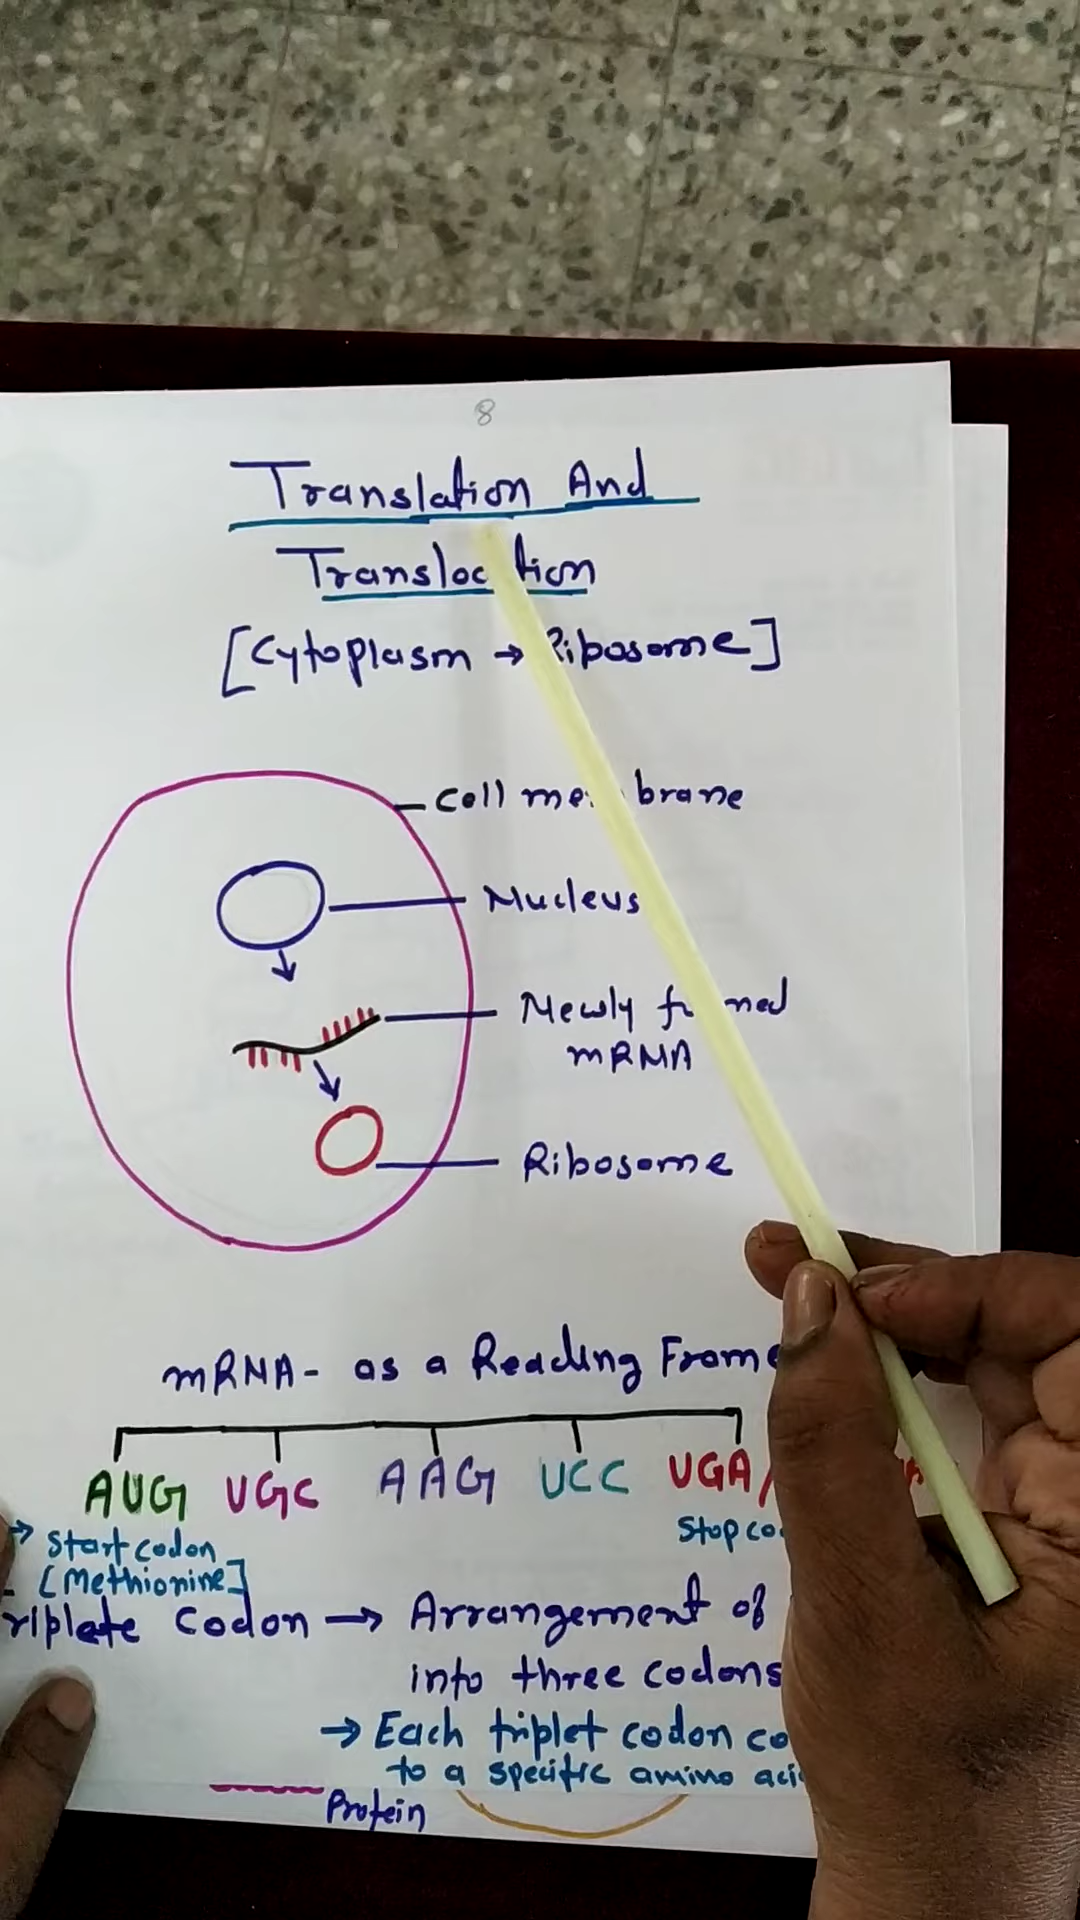 8
Translation And
Translocation
[Cytoplasm → Ribosome]
Cell membrane
Nucleus
Newly formed
mRNA
Ribosome
mRNA- as a Reading Frame
AUG UGC AAG UCC UGA/
→ Start codon
Stop co
[Methionine]
riplate Codon → Arrangement of
into three codons
→ Each triplet codon co
to a specific amino aci
Protein